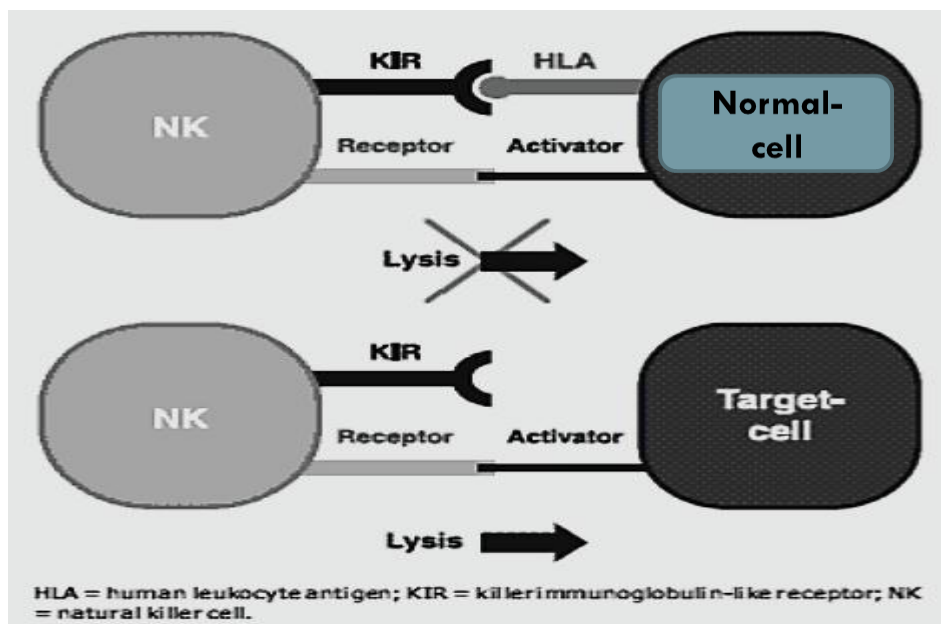 KIR HLA
NK
Normal-
cell
Receptor Activator
Lysis
KIR
NK
Target-
cell
Receptor Activator
Lysis
HLA = human leukocyte antigen; KIR = killer immunoglobulin-like receptor; NK
= natural killer cell.